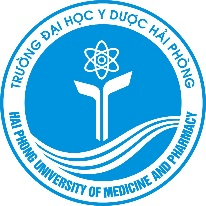 TRƯỜNG ĐẠI HỌC Y DƯỢC HẢI PHÒNG
HAI PHONG UNIVERSITY OF MEDICINE AND PHARMACY